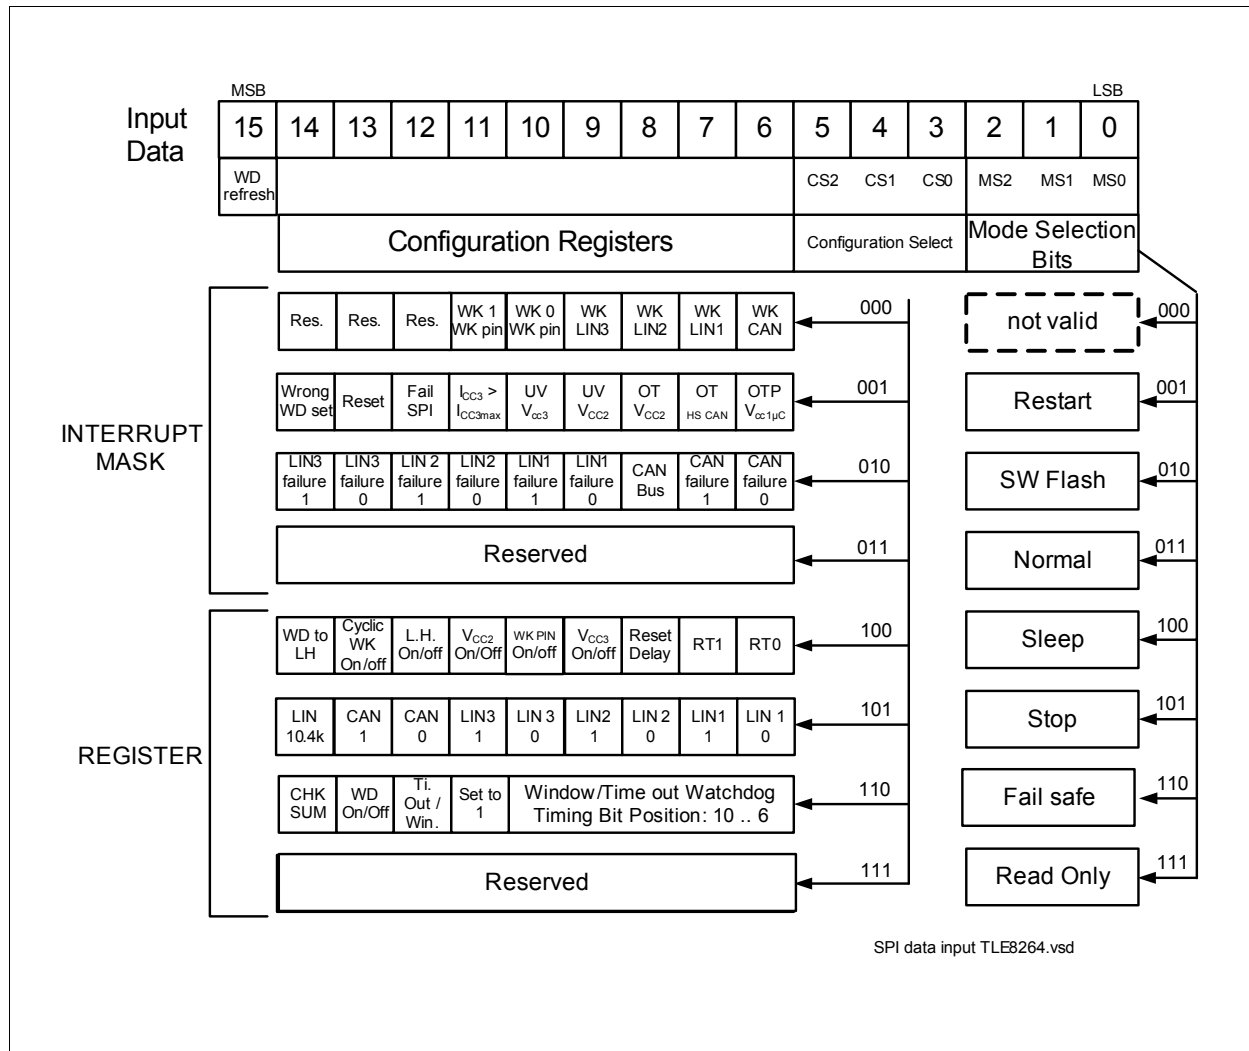 MSB LSB
Input Data 15 14 13 12 11 10 9 8 7 6 5 4 3 2 1 0
WD refresh CS2 CS1 CS0 MS2 MS1 MS0
Configuration Registers Configuration Select Mode Selection Bits
Res. Res. Res. WK 1 WK pin WK 0 WK pin WK LIN3 WK LIN2 WK LIN1 WK CAN 000 not valid 000
Wrong WD set Reset Fail SPI ICC3 > ICC3max UV Vcc3 UV VCC2 OT VCC2 OT HS CAN OTP Vcc1µC 001 Restart 001
INTERRUPT MASK
LIN3 failure 1 LIN3 failure 0 LIN 2 failure 1 LIN2 failure 0 LIN1 failure 1 LIN1 failure 0 CAN Bus CAN failure 1 CAN failure 0 010 SW Flash 010
Reserved 011 Normal 011
WD to LH Cyclic WK On/off L.H. On/off VCC2 On/Off WK PIN On/off VCC3 On/off Reset Delay RT1 RT0 100 Sleep 100
LIN 10.4k CAN 1 CAN 0 LIN3 1 LIN 3 0 LIN2 1 LIN 2 0 LIN1 1 LIN 1 0 101 Stop 101
REGISTER
CHK SUM WD On/Off Ti. Out / Win. Set to 1 Window/Time out Watchdog Timing Bit Position: 10 .. 6 110 Fail safe 110
Reserved 111 Read Only 111
SPI data input TLE8264.vsd